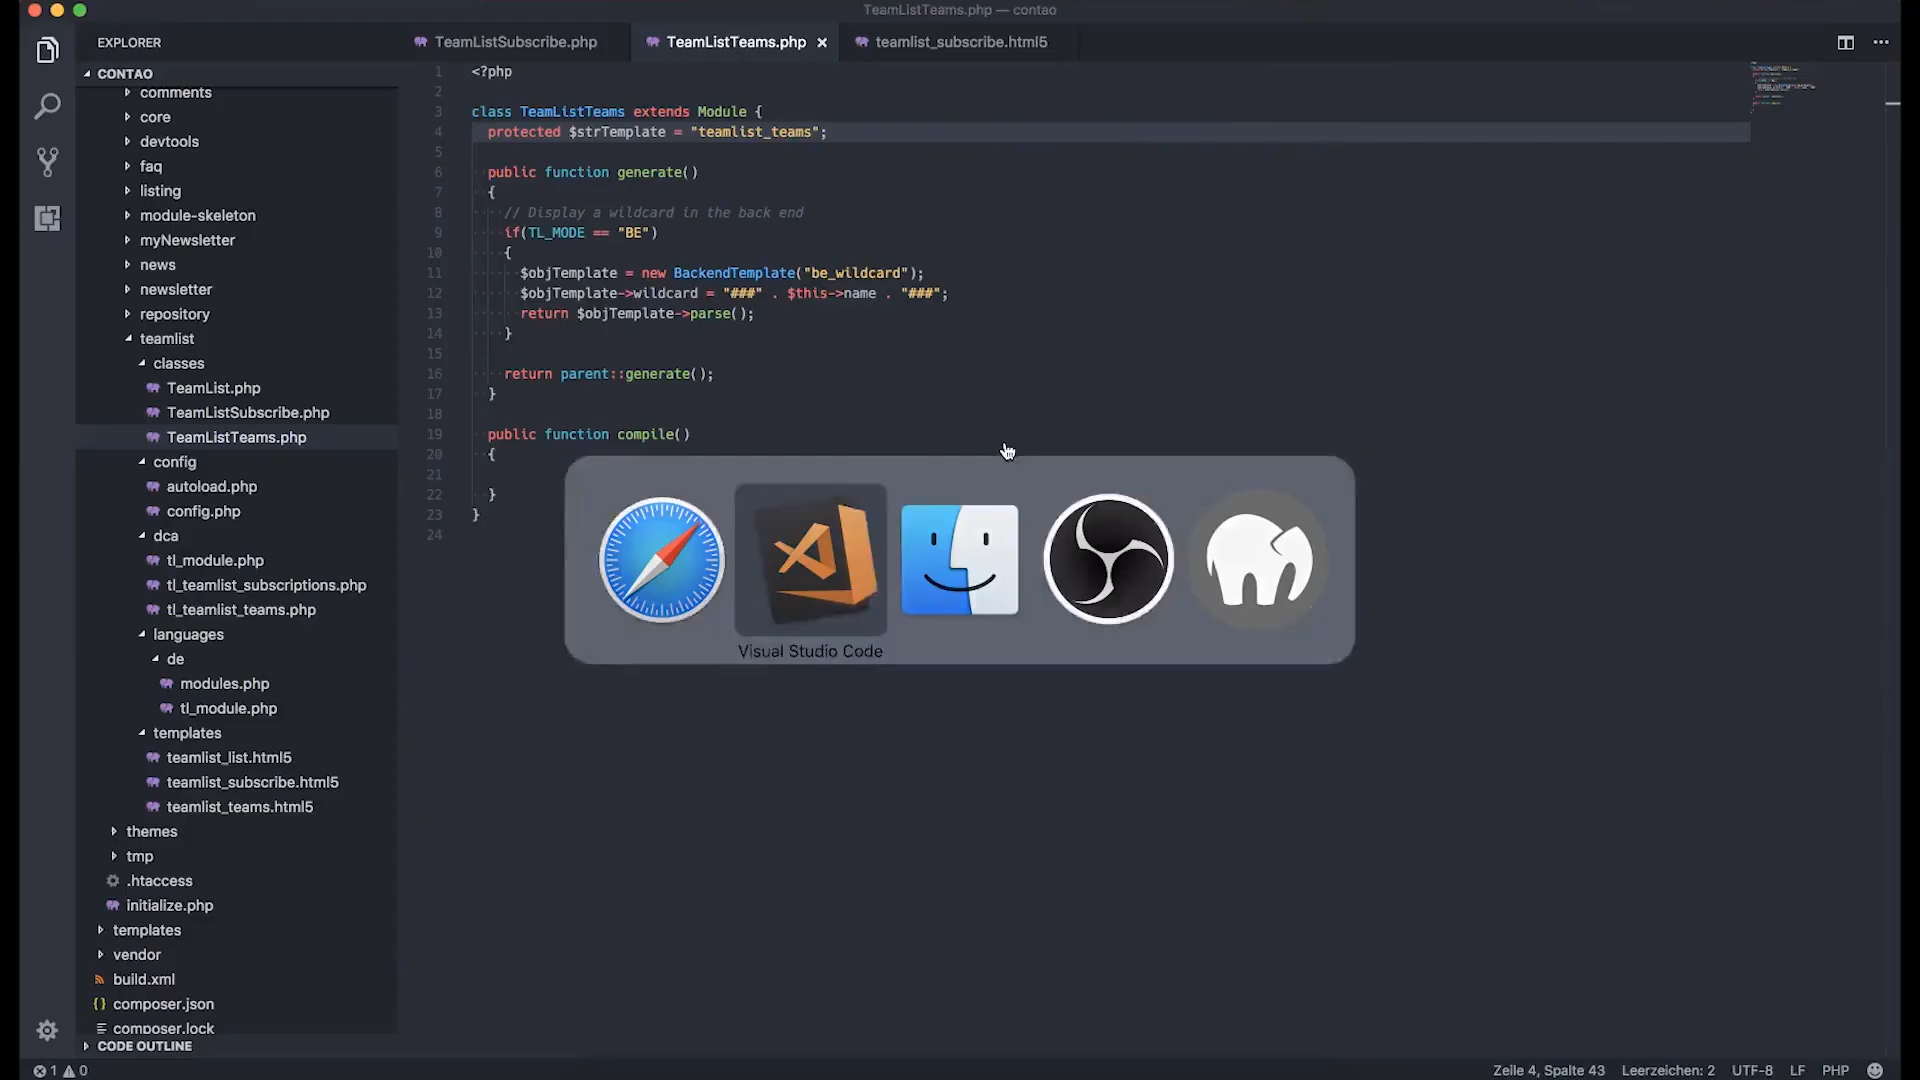 TeamListTeams.php — contao
EXPLORER
TeamListSubscribe.php
TeamListTeams.php
teamlist_subscribe.html5
CONTAO
comments
core
devtools
faq
listing
module-skeleton
myNewsletter
news
newsletter
repository
teamlist
classes
TeamList.php
TeamListSubscribe.php
TeamListTeams.php
config
autoload.php
config.php
dca
tl_module.php
tl_teamlist_subscriptions.php
tl_teamlist_teams.php
languages
de
modules.php
tl_module.php
templates
teamlist_list.html5
teamlist_subscribe.html5
teamlist_teams.html5
themes
tmp
.htaccess
initialize.php
templates
vendor
build.xml
composer.json
composer.lock
CODE OUTLINE
1 <?php
2
3 class TeamListTeams extends Module {
4 protected $strTemplate = "teamlist_teams";
5
6 public function generate()
7 {
8 // Display a wildcard in the back end
9 if(TL_MODE == "BE")
10 {
11 $objTemplate = new BackendTemplate("be_wildcard");
12 $objTemplate->wildcard = "###" . $this->name . "###";
13 return $objTemplate->parse();
14 }
15
16 return parent::generate();
17 }
18
19 public function compile()
20 {
21
22 }
23 }
24
Visual Studio Code
1 0
Zeile 4, Spalte 43 Leerzeichen: 2 UTF-8 LF PHP